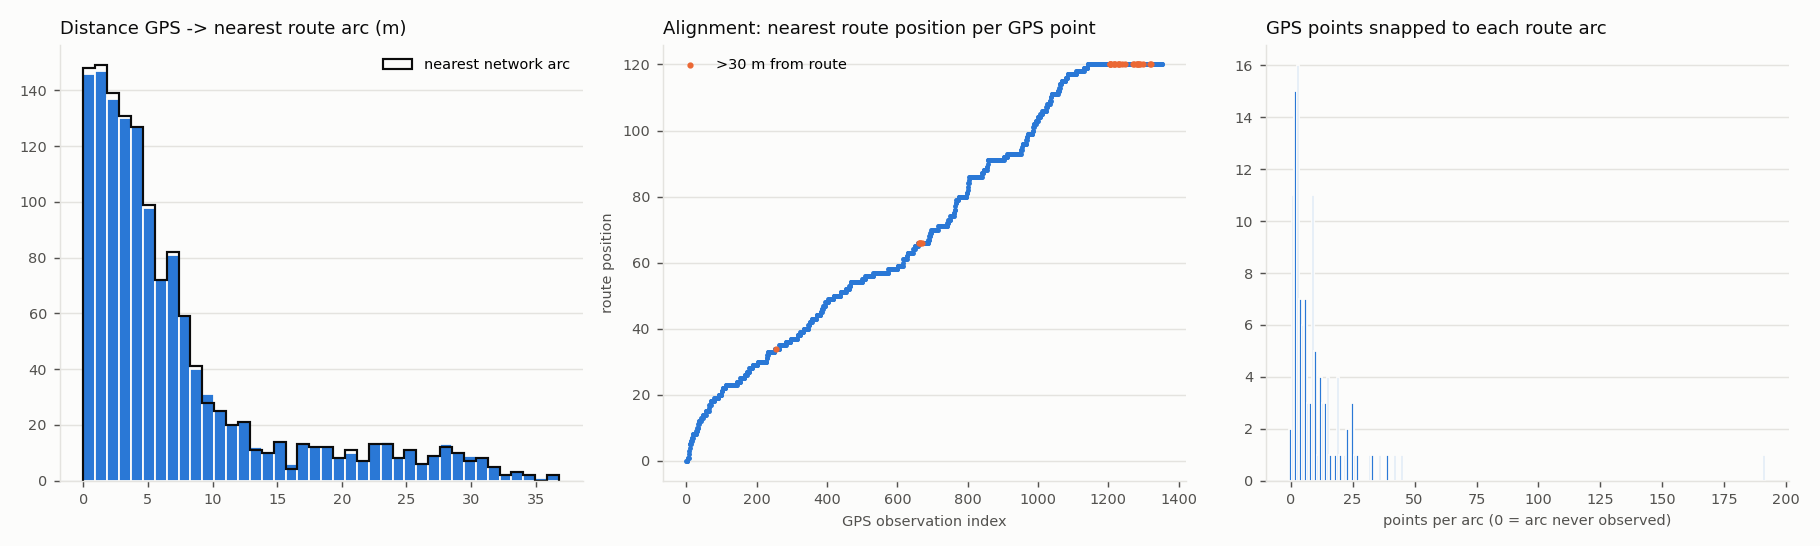 Distance GPS -> nearest route arc (m)
nearest network arc
140
120
100
80
60
40
20
0
0 5 10 15 20 25 30 35
Alignment: nearest route position per GPS point
>30 m from route
route position
120
100
80
60
40
20
0
0 200 400 600 800 1000 1200 1400
GPS observation index
GPS points snapped to each route arc
16
14
12
10
8
6
4
2
0
0 25 50 75 100 125 150 175 200
points per arc (0 = arc never observed)